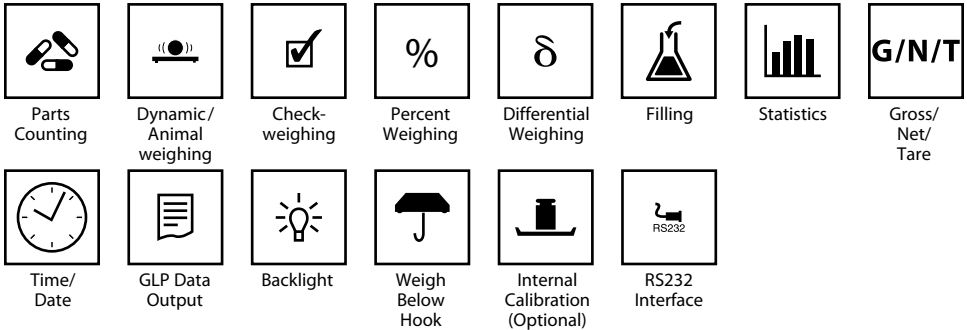 %
δ
G/N/T
Parts
Counting
Dynamic/
Animal
weighing
Check-
weighing
Percent
Weighing
Differential
Weighing
Filling
Statistics
Gross/
Net/
Tare
RS232
Time/
Date
GLP Data
Output
Backlight
Weigh
Below
Hook
Internal
Calibration
(Optional)
RS232
Interface